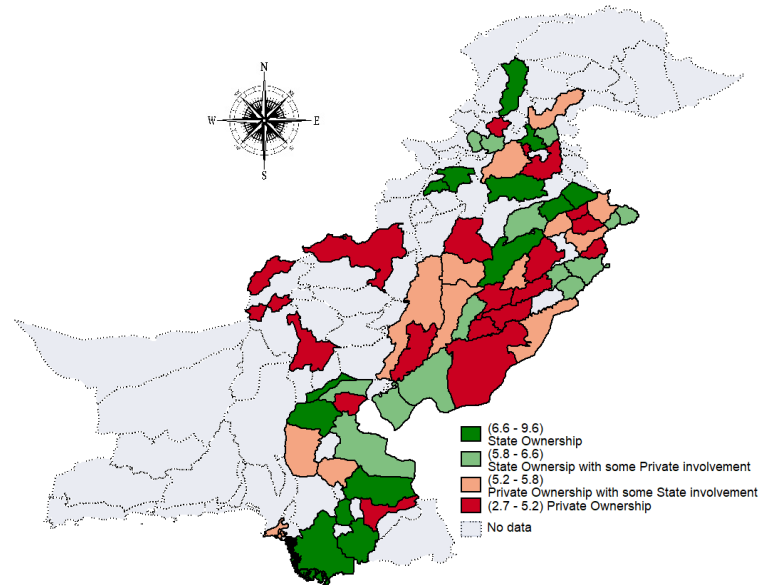 N
W
E
S
(6.6 - 9.6)
State Ownership
(5.8 - 6.6)
State Ownersip with some Private involvement
(5.2 - 5.8)
Private Ownership with some State involvement
(2.7 - 5.2) Private Ownership
No data